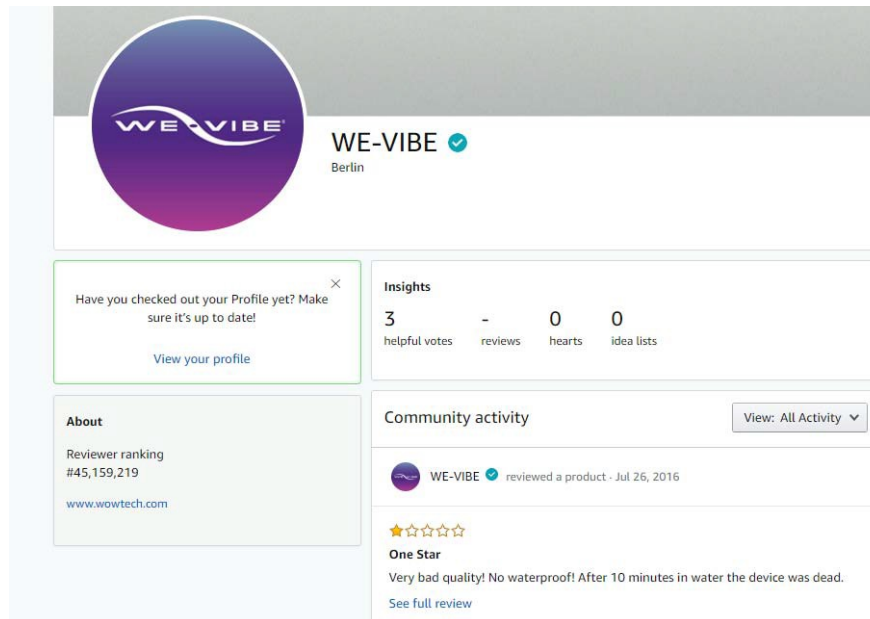 WE-VIBE
WE-VIBE
Berlin
Have you checked out your Profile yet? Make
sure it's up to date!
View your profile
About
Reviewer ranking
#45,159,219
www.wowtech.com
Insights
3 - 0 0
helpful votes reviews hearts idea lists
Community activity
View: All Activity
WE-VIBE reviewed a product · Jul 26, 2016
One Star
Very bad quality! No waterproof! After 10 minutes in water the device was dead.
See full review